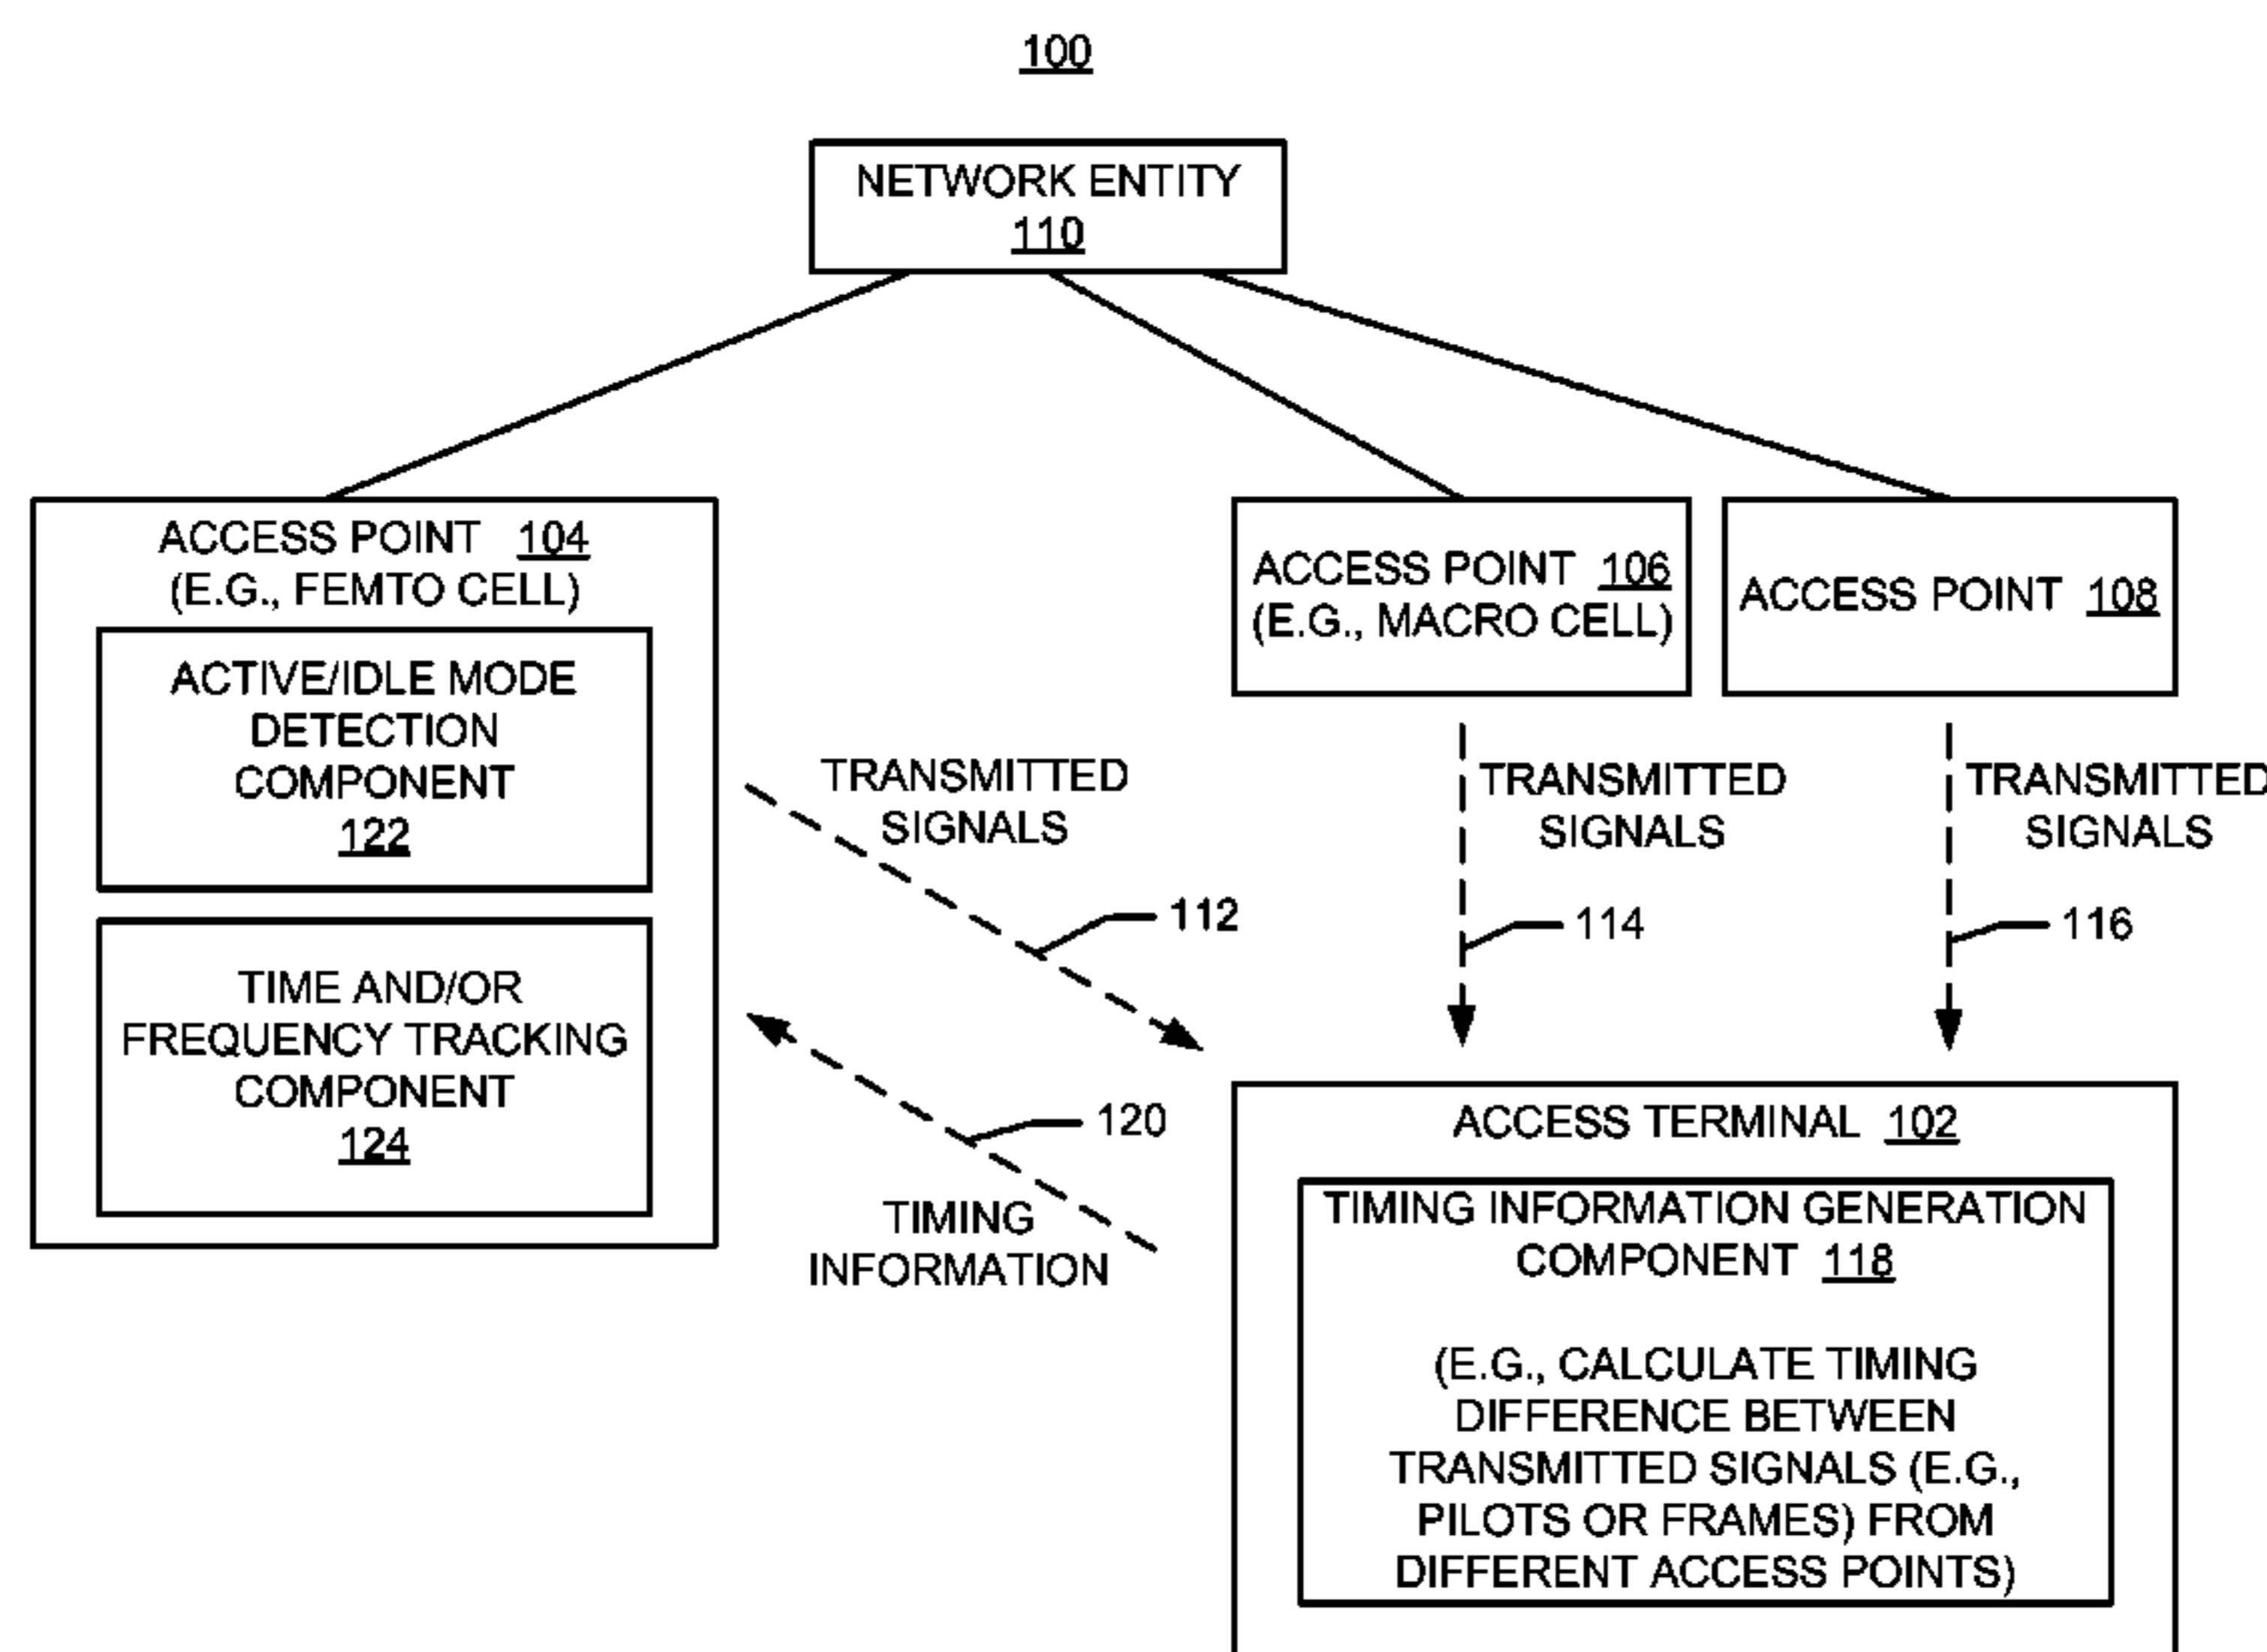 100
NETWORK ENTITY
110
ACCESS POINT 104
(E.G., FEMTO CELL)
ACTIVE/IDLE MODE
DETECTION
COMPONENT
122
TIME AND/OR
FREQUENCY TRACKING
COMPONENT
124
ACCESS POINT 106
(E.G., MACRO CELL)
ACCESS POINT 108
TRANSMITTED
SIGNALS
112
TRANSMITTED
SIGNALS
114
TRANSMITTED
SIGNALS
116
120
TIMING
INFORMATION
ACCESS TERMINAL 102
TIMING INFORMATION GENERATION
COMPONENT 118
(E.G., CALCULATE TIMING
DIFFERENCE BETWEEN
TRANSMITTED SIGNALS (E.G.,
PILOTS OR FRAMES) FROM
DIFFERENT ACCESS POINTS)